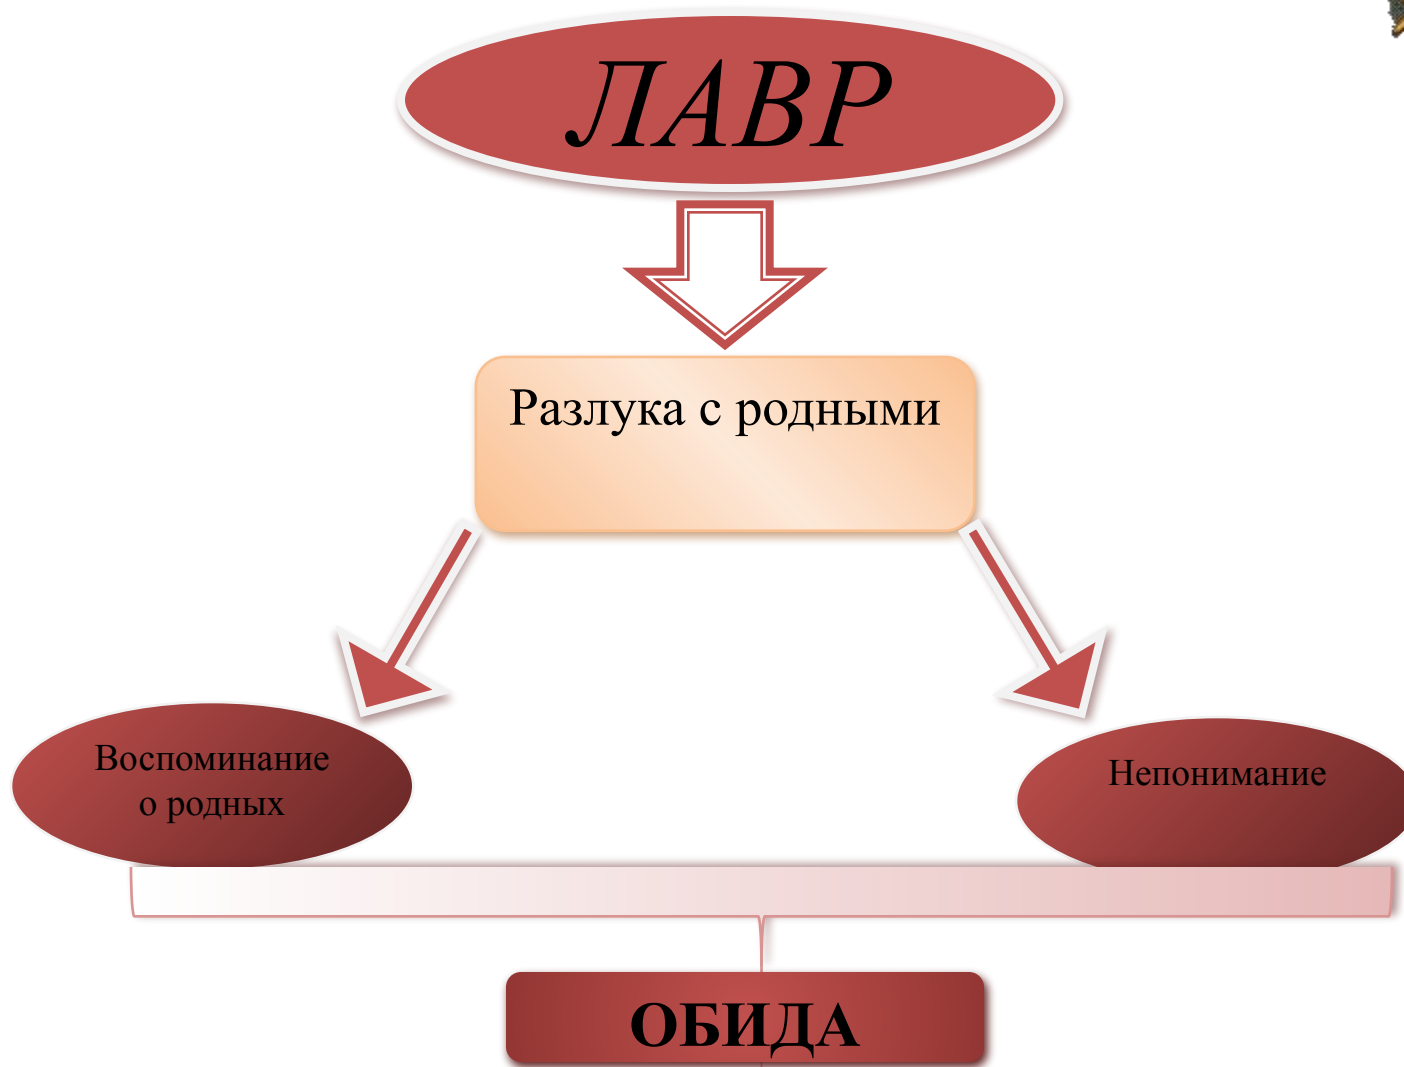 ЛАВР
Разлука с родными
Воспоминание
о родных
Непонимание
ОБИДА